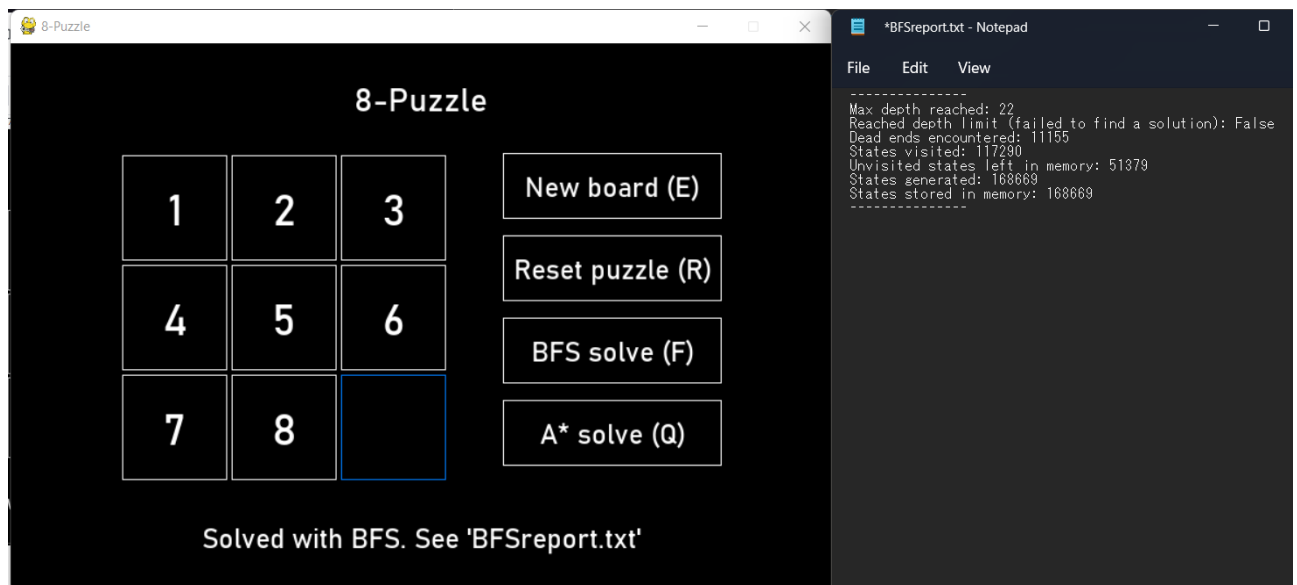 8-Puzzle
8-Puzzle
1 2 3
4 5 6
7 8
New board (E)
Reset puzzle (R)
BFS solve (F)
A* solve (Q)
Solved with BFS. See 'BFSreport.txt'
*BFSreport.txt - Notepad
File Edit View
---------------
Max depth reached: 22
Reached depth limit (failed to find a solution): False
Dead ends encountered: 11155
States visited: 117290
Unvisited states left in memory: 51379
States generated: 168669
States stored in memory: 168669
---------------